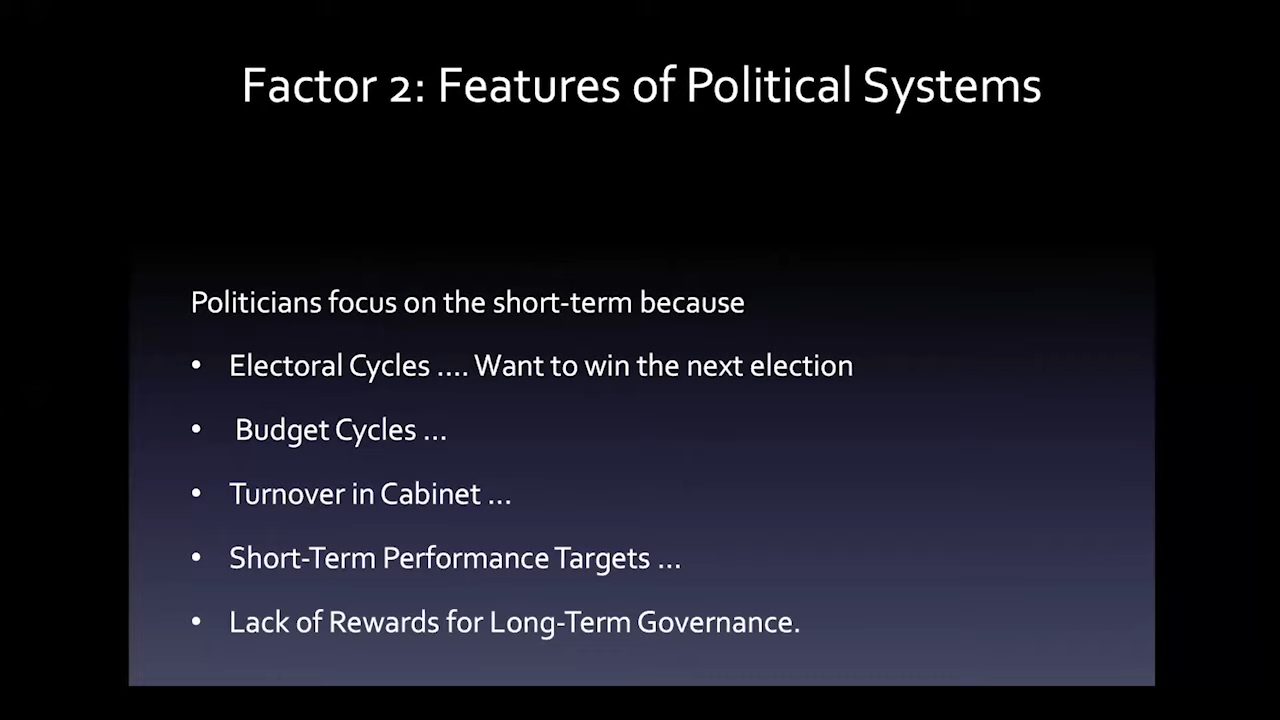 Factor 2: Features of Political Systems
Politicians focus on the short-term because
• Electoral Cycles .... Want to win the next election
• Budget Cycles ...
• Turnover in Cabinet ...
• Short-Term Performance Targets ...
• Lack of Rewards for Long-Term Governance.